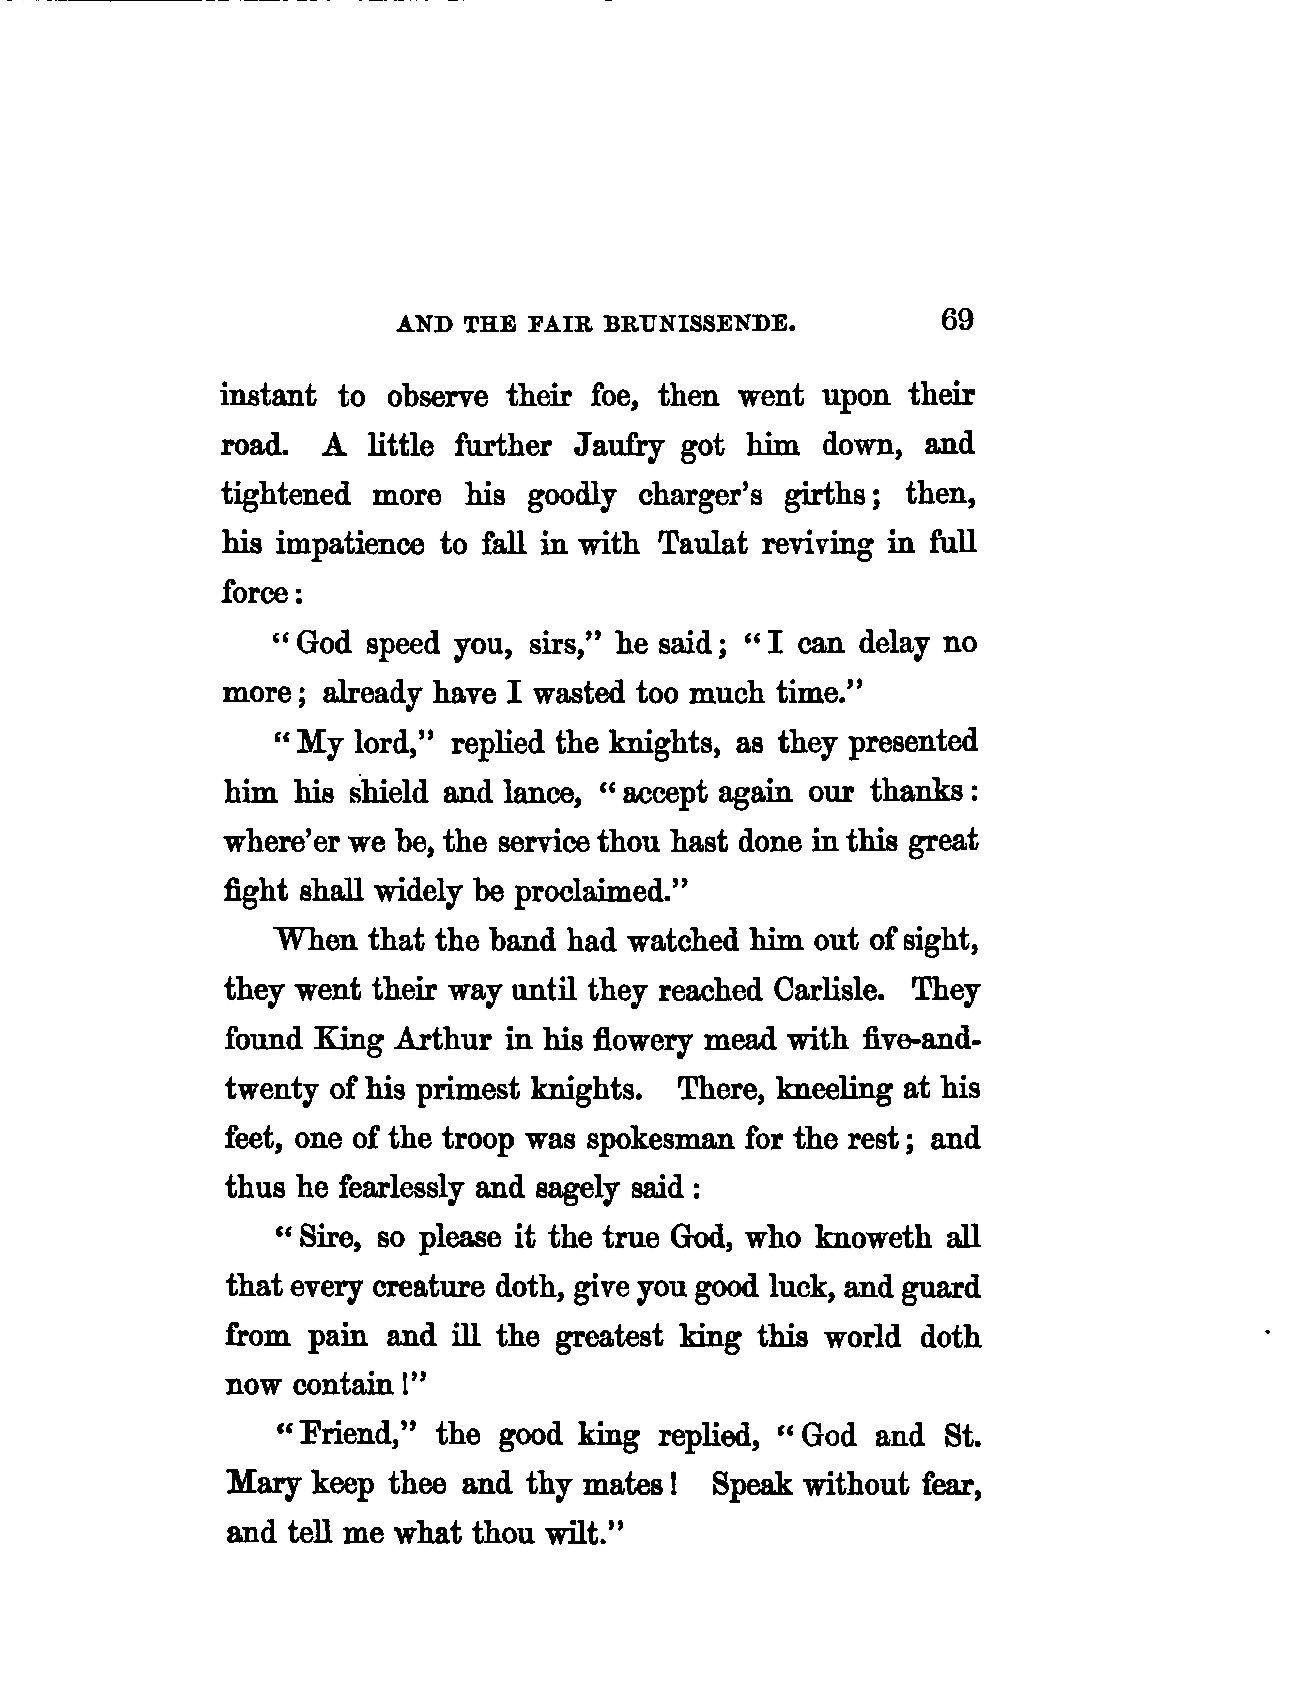 AND THE FAIR BRUNISSENDE. 69
instant to observe their foe, then went upon their
road. A little further Jaufry got him down, and
tightened more his goodly charger's girths; then,
his impatience to fall in with Taulat reviving in full
force:
"God speed you, sirs," he said; "I can delay no
more; already have I wasted too much time."
"My lord," replied the knights, as they presented
him his shield and lance, "accept again our thanks:
where'er we be, the service thou hast done in this great
fight shall widely be proclaimed."
When that the band had watched him out of sight,
they went their way until they reached Carlisle. They
found King Arthur in his flowery mead with five-and-
twenty of his primest knights. There, kneeling at his
feet, one of the troop was spokesman for the rest; and
thus he fearlessly and sagely said:
"Sire, so please it the true God, who knoweth all
that every creature doth, give you good luck, and guard
from pain and ill the greatest king this world doth
now contain!"
"Friend," the good king replied, "God and St.
Mary keep thee and thy mates! Speak without fear,
and tell me what thou wilt."